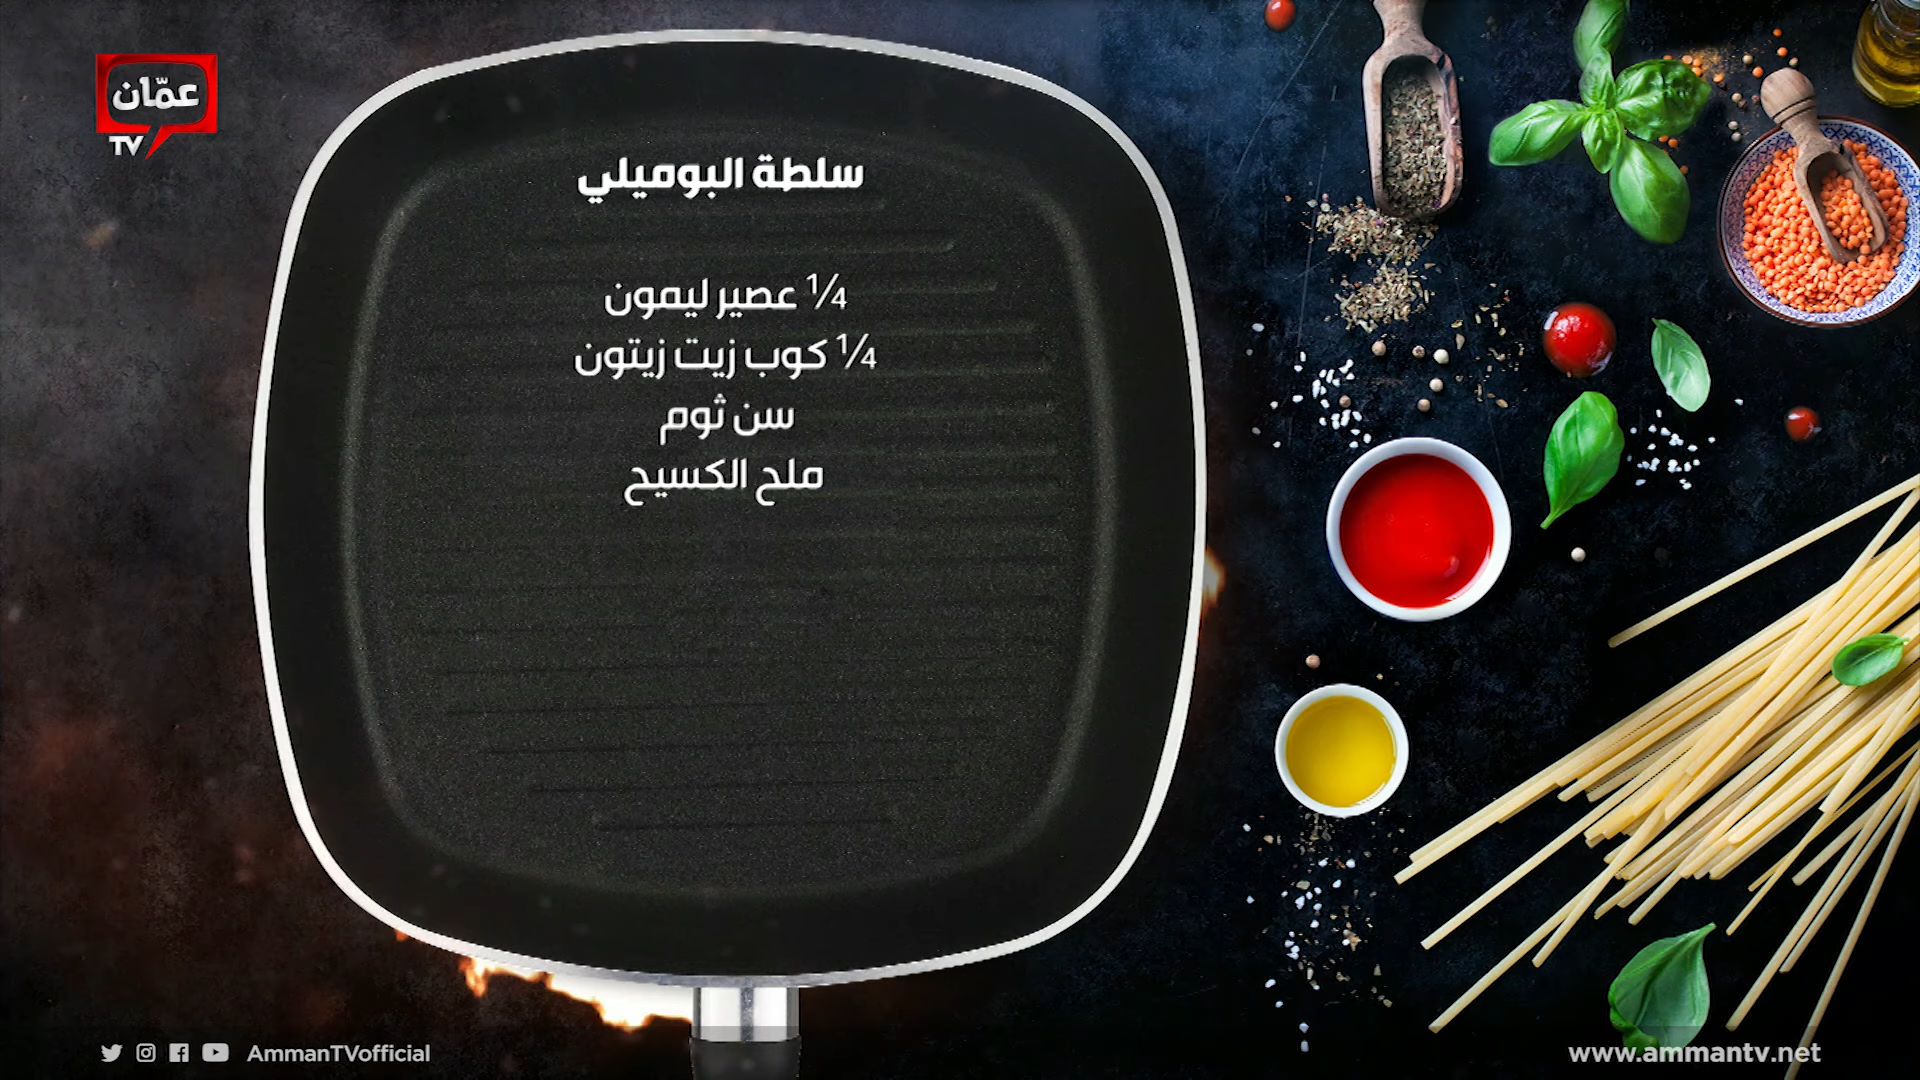 عمّان
TV
سلطة البوميلي
¼ عصير ليمون
¼ كوب زيت زيتون
سن ثوم
ملح الكسيح
AmmanTVofficial
www.ammantv.net